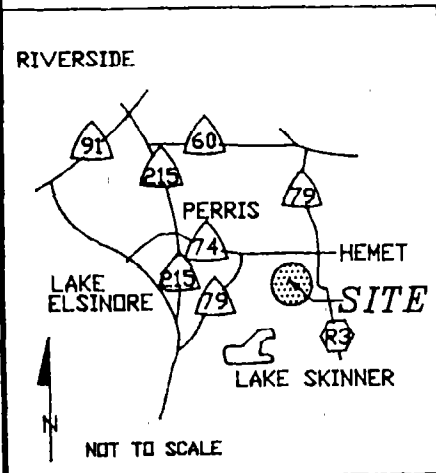 RIVERSIDE
91
60
215
79
PERRIS
74
HEMET
LAKE
ELSINORE
215
79
SITE
R3
LAKE SKINNER
N
NOT TO SCALE